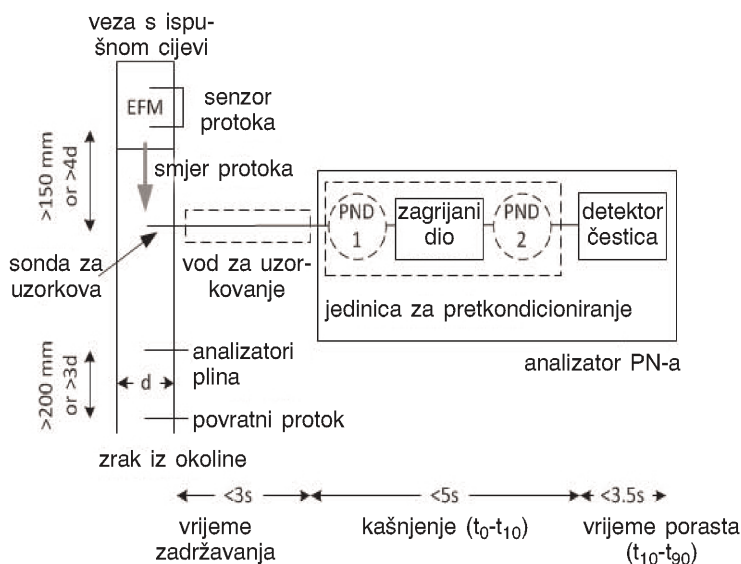 veza s ispu-
šnom cijevi
EFM
senzor
protoka
>150 mm
or >4d
smjer protoka
PND
1
zagrijani
dio
PND
2
detektor
čestica
sonda za
uzorkova
vod za uzor-
kovanje
jedinica za pretkondicioniranje
analizatori
plina
analizator PN-a
>200 mm
or >3d
d
povratni protok
zrak iz okoline
<3s
<5s
<3.5s
vrijeme
zadržavanja
kašnjenje (t0-t10)
vrijeme porasta
(t10-t90)